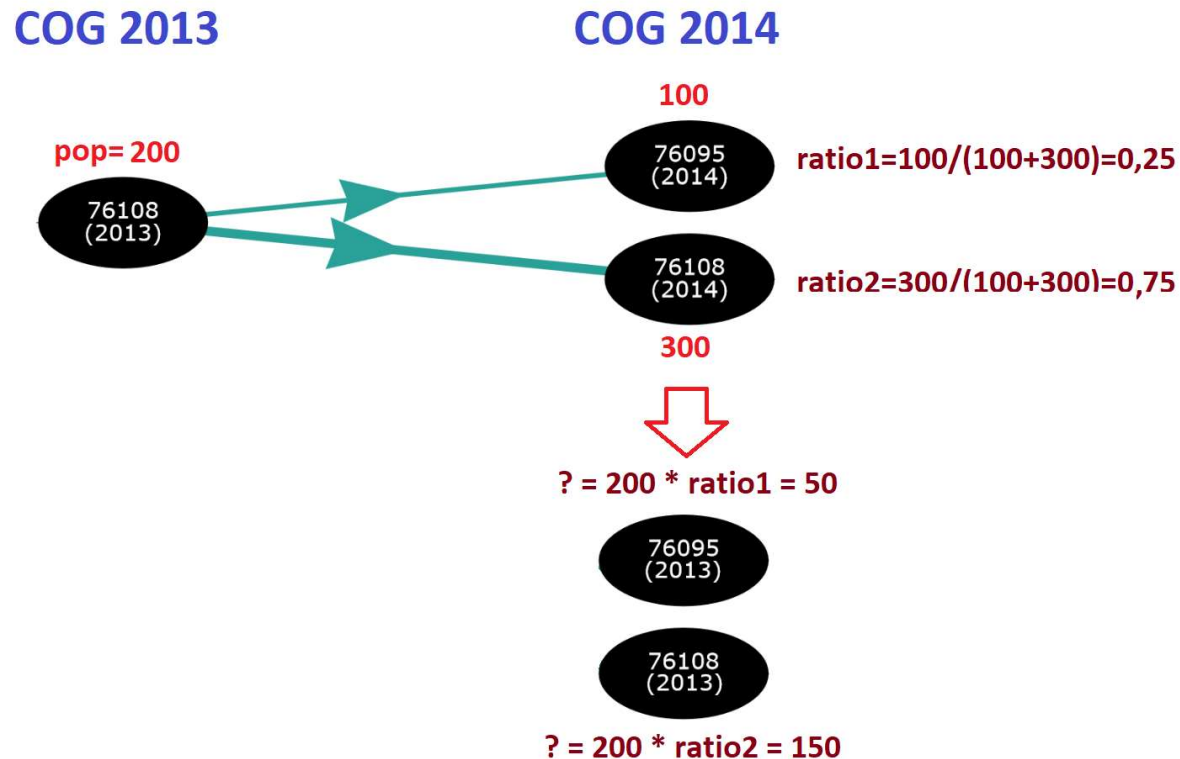 COG 2013
COG 2014
100
pop= 200
76095
(2014)
ratio1=100/(100+300)=0,25
76108
(2013)
76108
(2014)
ratio2=300/(100+300)=0,75
300
? = 200 * ratio1 = 50
76095
(2013)
76108
(2013)
? = 200 * ratio2 = 150